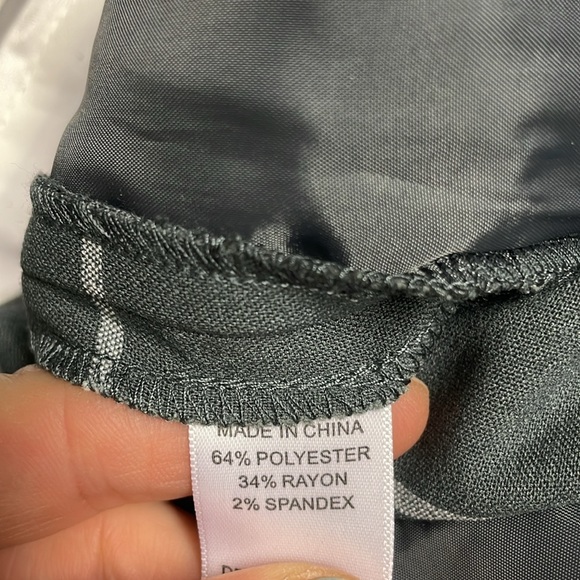 MADE IN CHINA
64% POLYESTER
34% RAYON
2% SPANDEX